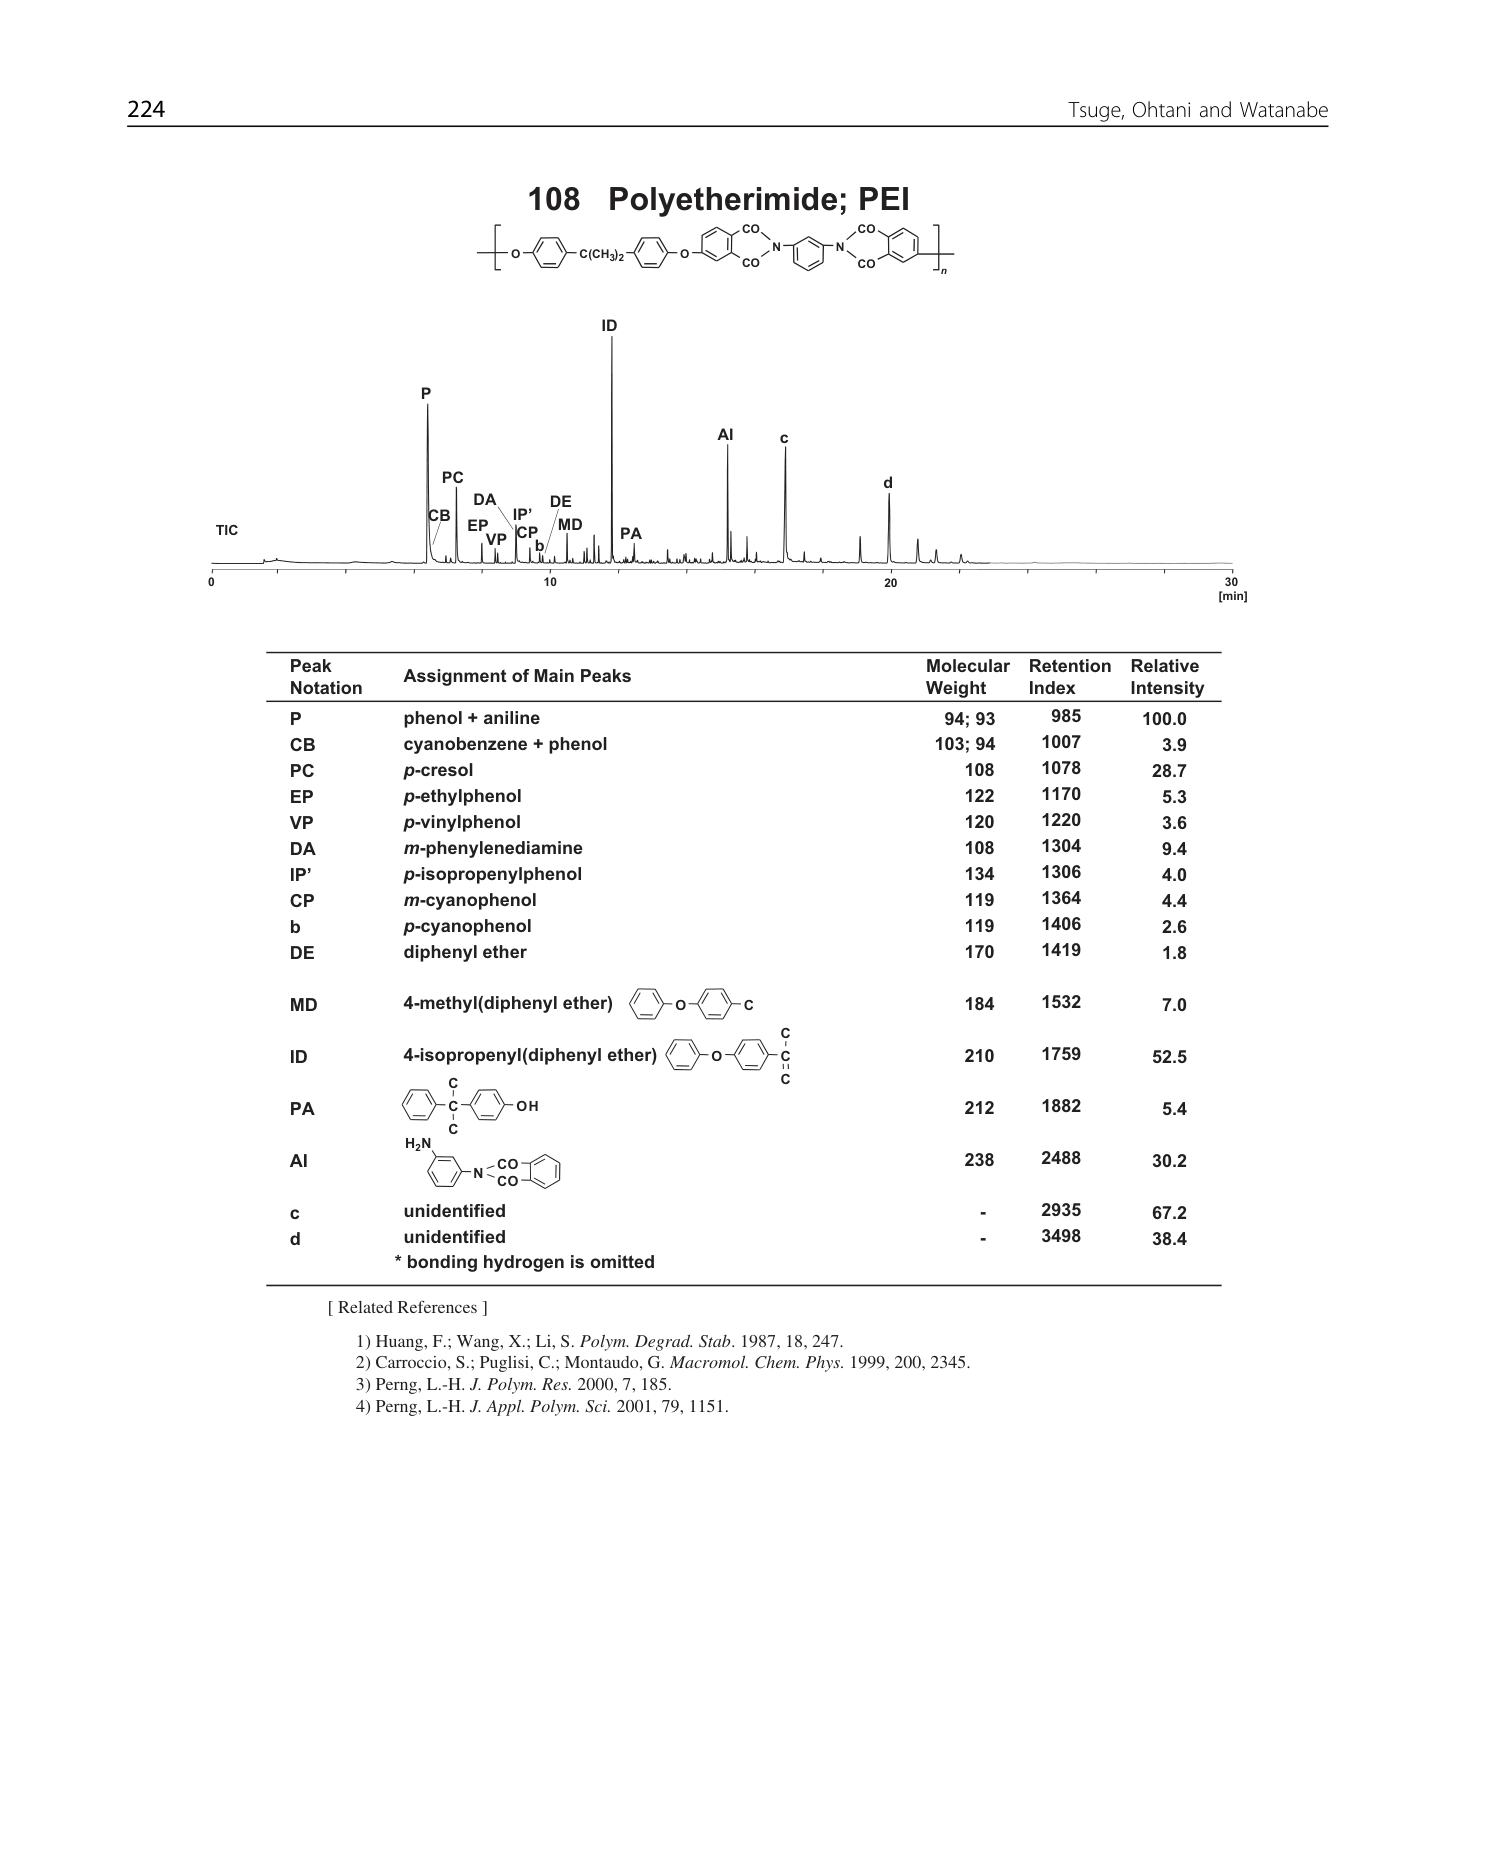 224 Tsuge, Ohtani and Watanabe
108 Polyetherimide; PEI
O C(CH3)2 O CO CO N N CO CO n
ID
P
AI
c
PC
d
DA
DE
CB
IP’
MD
EP
TIC
CP
PA
VP
b
0 10 20 30
[min]
Peak Notation Assignment of Main Peaks Molecular Weight Retention Index Relative Intensity
P phenol + aniline 94; 93 985 100.0
CB cyanobenzene + phenol 103; 94 1007 3.9
PC p-cresol 108 1078 28.7
EP p-ethylphenol 122 1170 5.3
VP p-vinylphenol 120 1220 3.6
DA m-phenylenediamine 108 1304 9.4
IP’ p-isopropenylphenol 134 1306 4.0
CP m-cyanophenol 119 1364 4.4
b p-cyanophenol 119 1406 2.6
DE diphenyl ether 170 1419 1.8
MD 4-methyl(diphenyl ether) O C 184 1532 7.0
ID 4-isopropenyl(diphenyl ether) O C C C 210 1759 52.5
PA C C C OH 212 1882 5.4
AI H2N N CO CO 238 2488 30.2
c unidentified - 2935 67.2
d unidentified - 3498 38.4
* bonding hydrogen is omitted
[ Related References ]
1) Huang, F.; Wang, X.; Li, S. Polym. Degrad. Stab. 1987, 18, 247.
2) Carroccio, S.; Puglisi, C.; Montaudo, G. Macromol. Chem. Phys. 1999, 200, 2345.
3) Perng, L.-H. J. Polym. Res. 2000, 7, 185.
4) Perng, L.-H. J. Appl. Polym. Sci. 2001, 79, 1151.